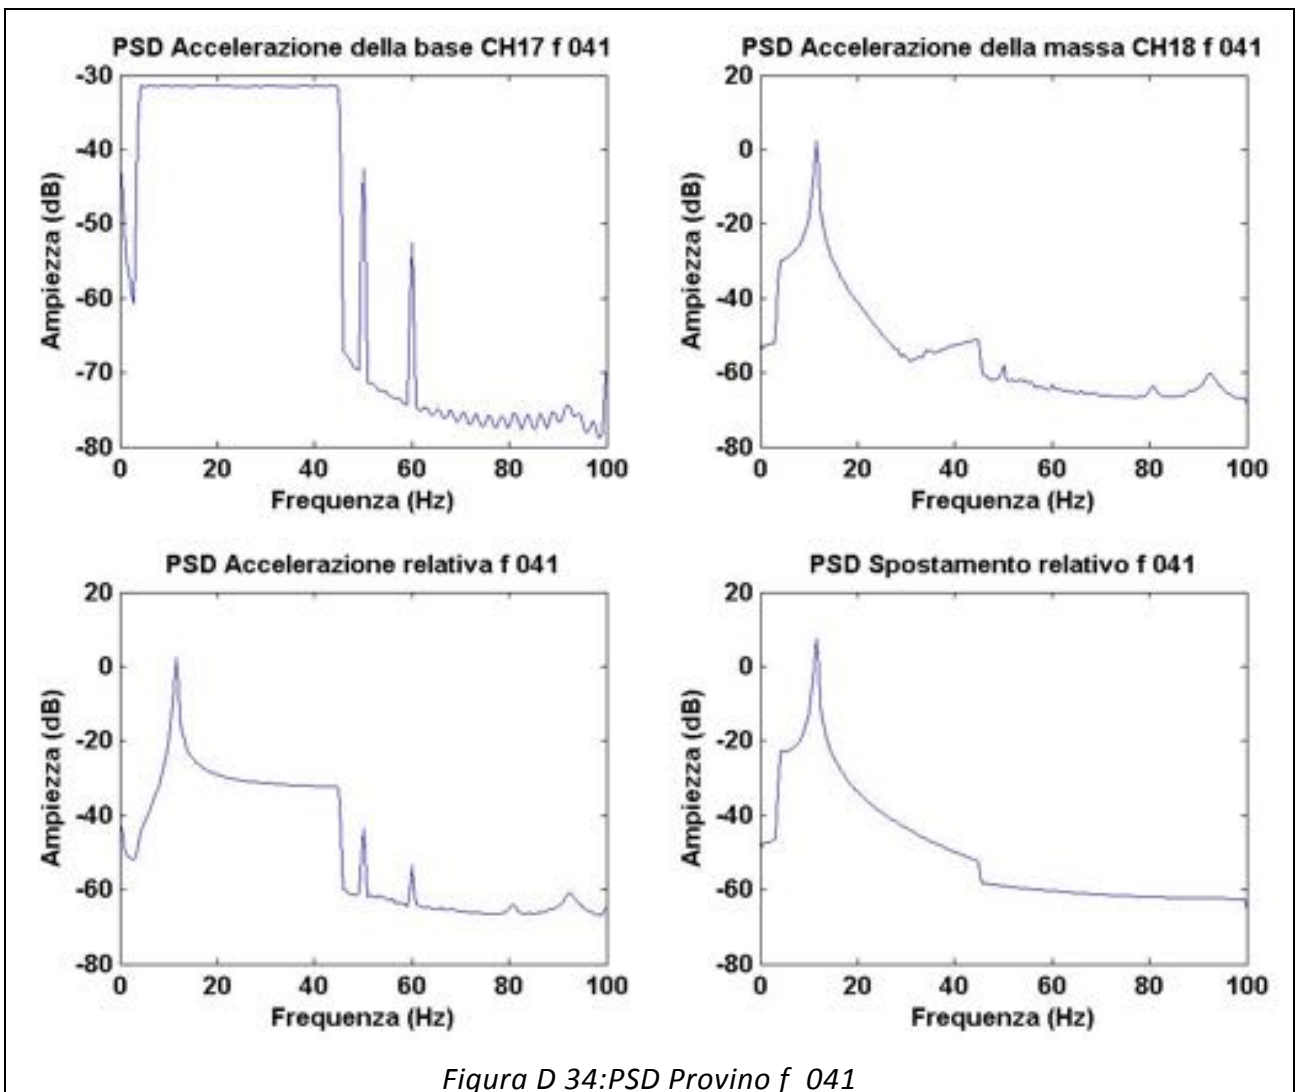 PSD Accelerazione della base CH17 f 041
-30
-40
-50
-60
-70
-80
Ampiezza (dB)
0 20 40 60 80 100
Frequenza (Hz)
PSD Accelerazione della massa CH18 f 041
20
0
-20
-40
-60
-80
Ampiezza (dB)
0 20 40 60 80 100
Frequenza (Hz)
PSD Accelerazione relativa f 041
20
0
-20
-40
-60
-80
Ampiezza (dB)
0 20 40 60 80 100
Frequenza (Hz)
PSD Spostamento relativo f 041
20
0
-20
-40
-60
-80
Ampiezza (dB)
0 20 40 60 80 100
Frequenza (Hz)
Figura D 34:PSD Provino f_041